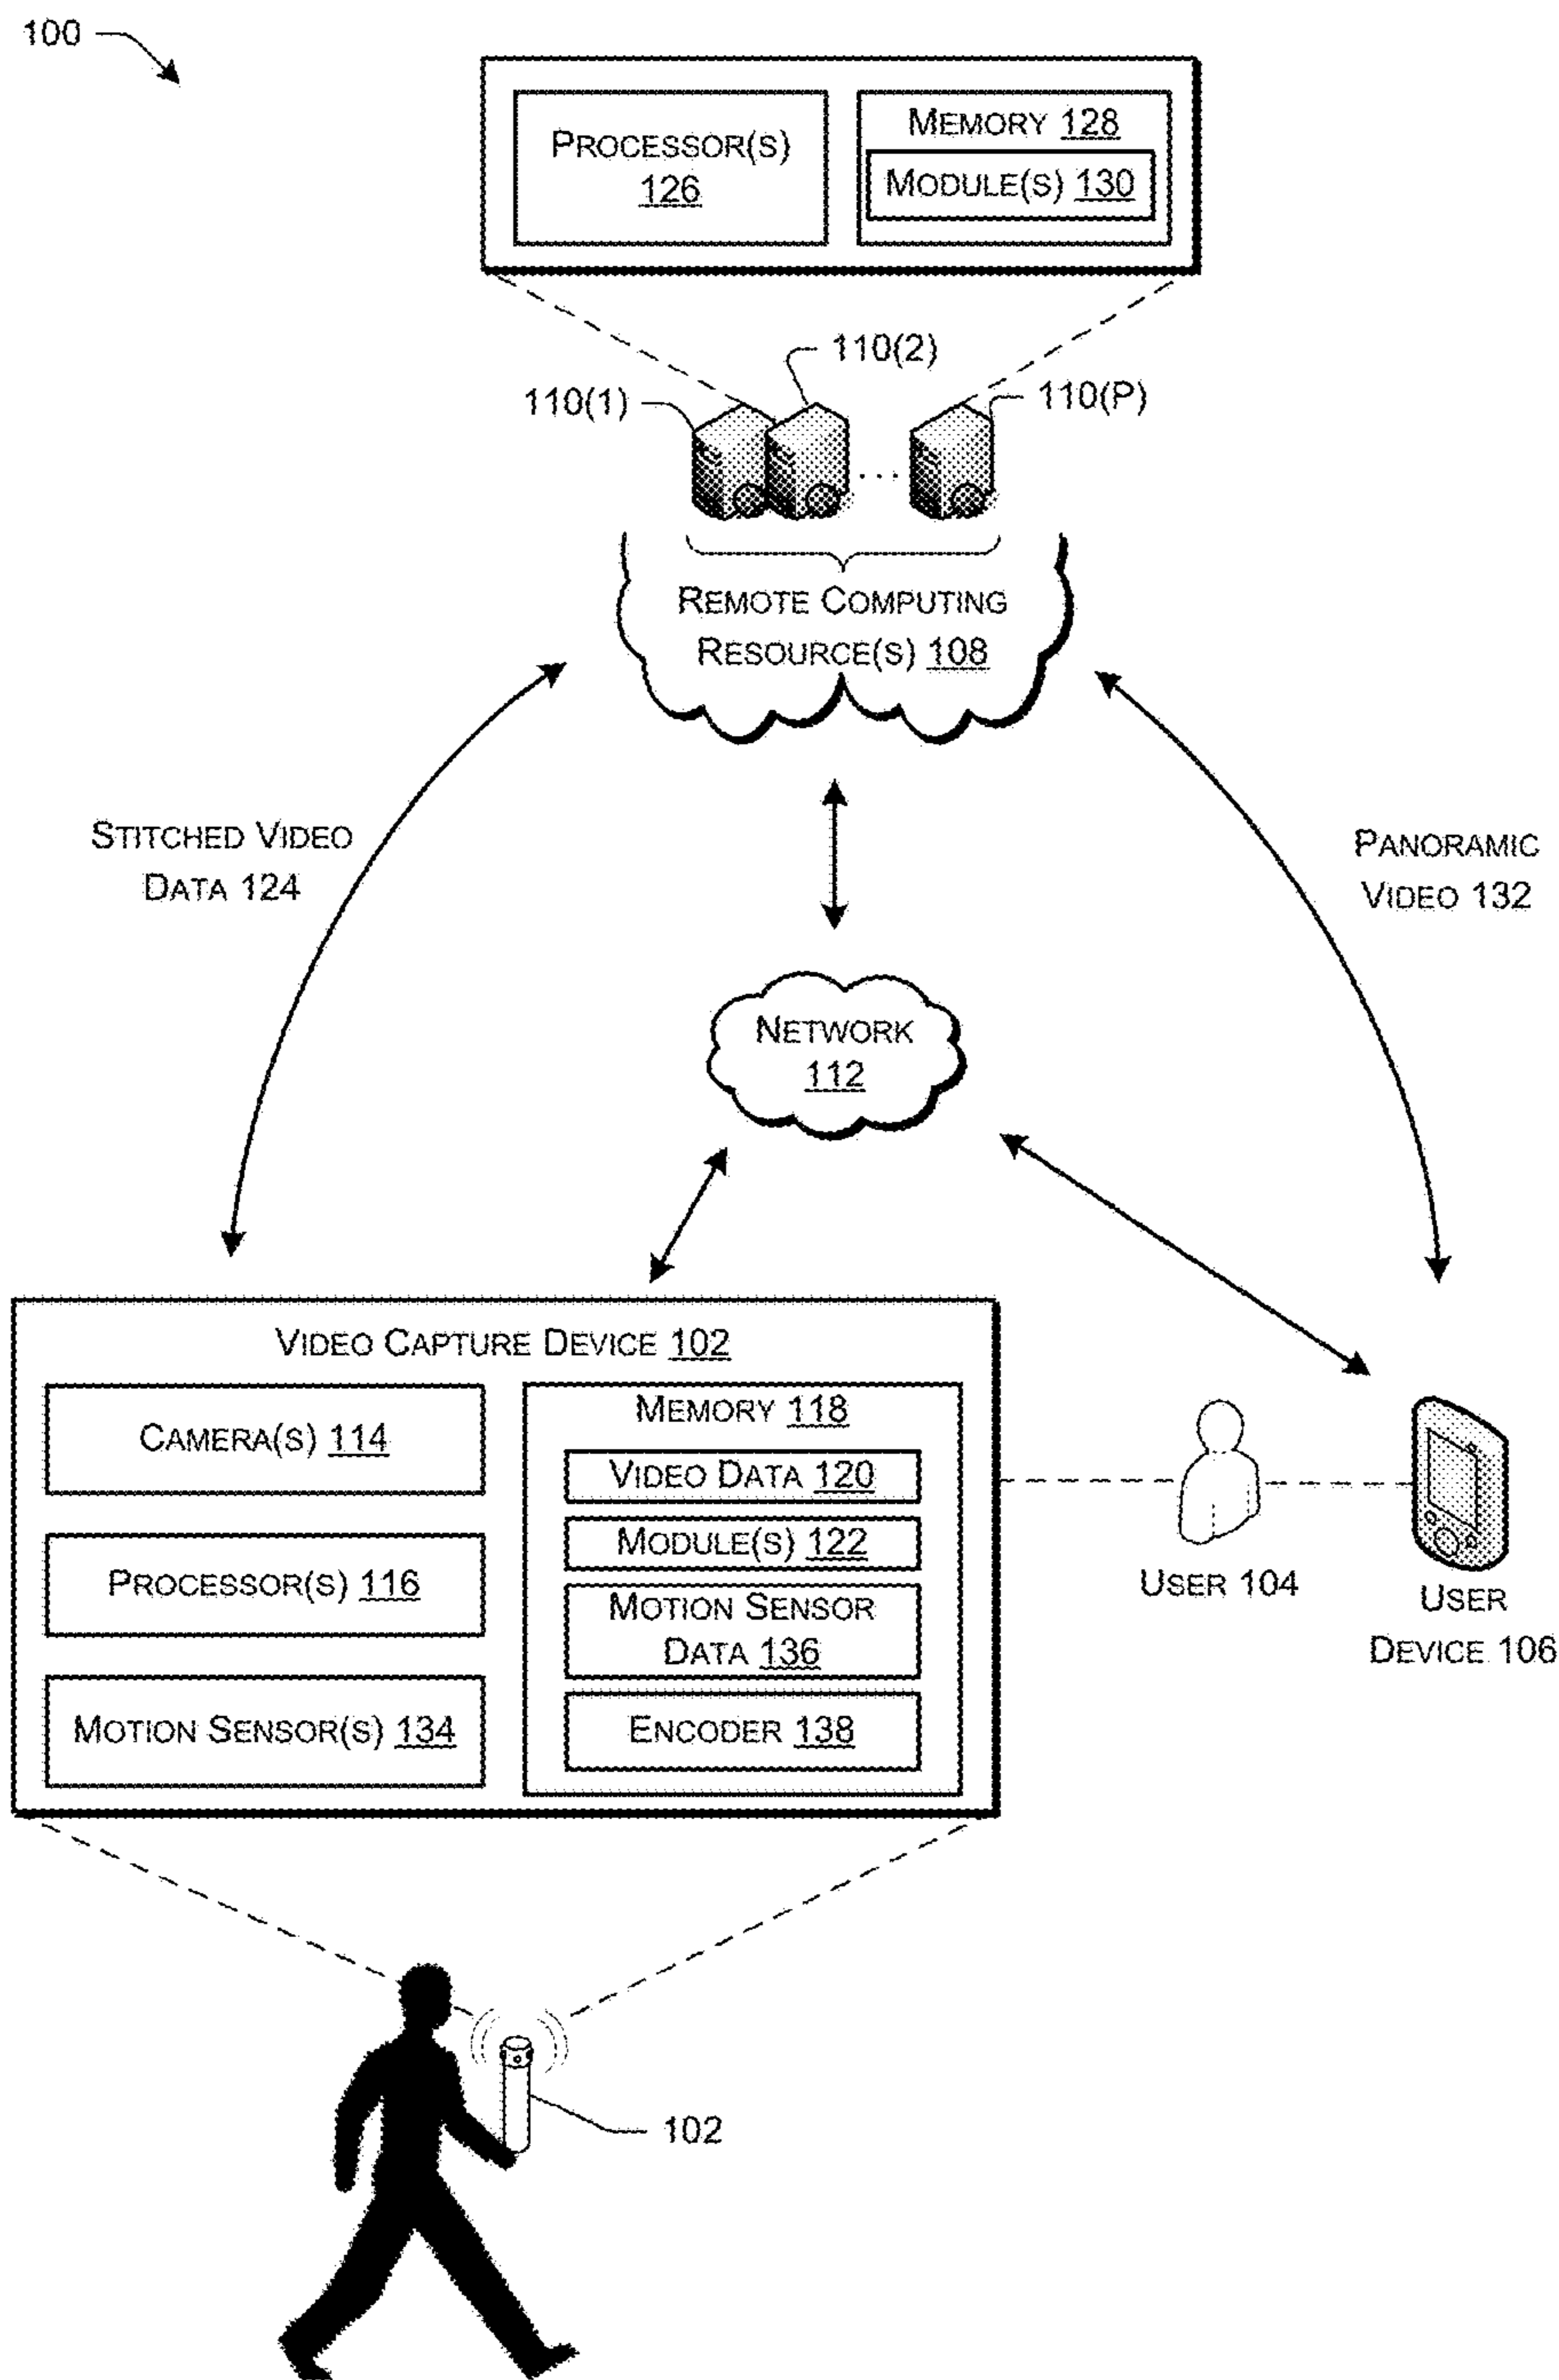 100
PROCESSOR(S)
126
MEMORY 128
MODULE(S) 130
110(1)
110(2)
110(P)
...
REMOTE COMPUTING
RESOURCE(S) 108
STITCHED VIDEO
DATA 124
PANORAMIC
VIDEO 132
NETWORK
112
VIDEO CAPTURE DEVICE 102
CAMERA(S) 114
PROCESSOR(S) 116
MOTION SENSOR(S) 134
MEMORY 118
VIDEO DATA 120
MODULE(S) 122
MOTION SENSOR
DATA 136
ENCODER 138
USER 104
USER
DEVICE 106
102